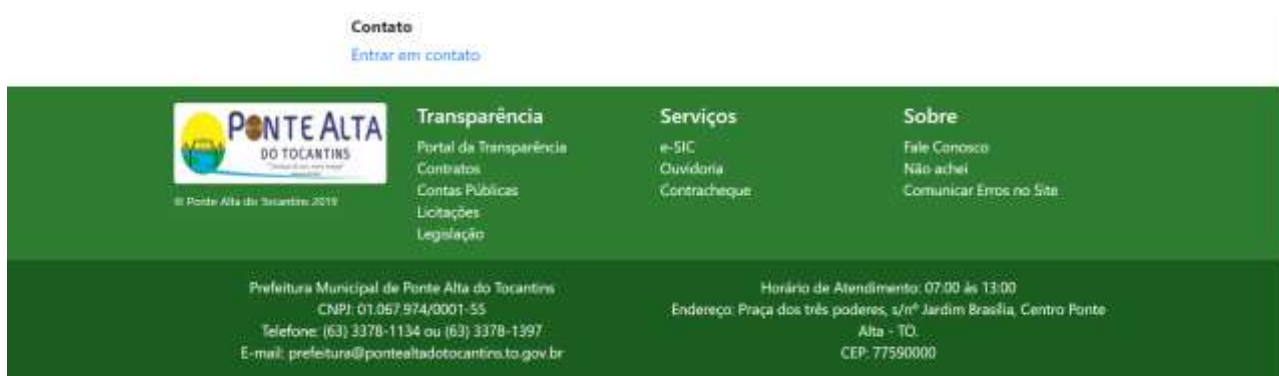 Contato
Entrar em contato
PONTE ALTA
DO TOCANTINS
© Ponte Alta do Tocantins 2019
Transparência
Portal da Transparência
Contratos
Contas Públicas
Licitações
Legislação
Serviços
e-SIC
Ouvidoria
Contracheque
Sobre
Fale Conosco
Não achei
Comunicar Erros no Site
Prefeitura Municipal de Ponte Alta do Tocantins
CNPJ: 01.067.974/0001-55
Telefone: (63) 3378-1134 ou (63) 3378-1397
E-mail: prefeitura@pontealtadotocantins.to.gov.br
Horário de Atendimento: 07:00 às 13:00
Endereço: Praça dos três poderes, s/nº Jardim Brasília, Centro Ponte
Alta - TO.
CEP: 77590000